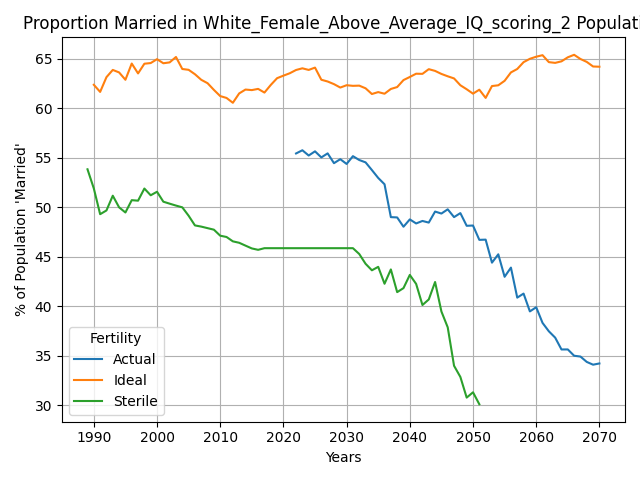 Proportion Married in White_Female_Above_Average_IQ_scoring_2 Populati
% of Population 'Married'
65
60
55
50
45
40
35
30
Fertility
Actual
Ideal
Sterile
1990 2000 2010 2020 2030 2040 2050 2060 2070
Years